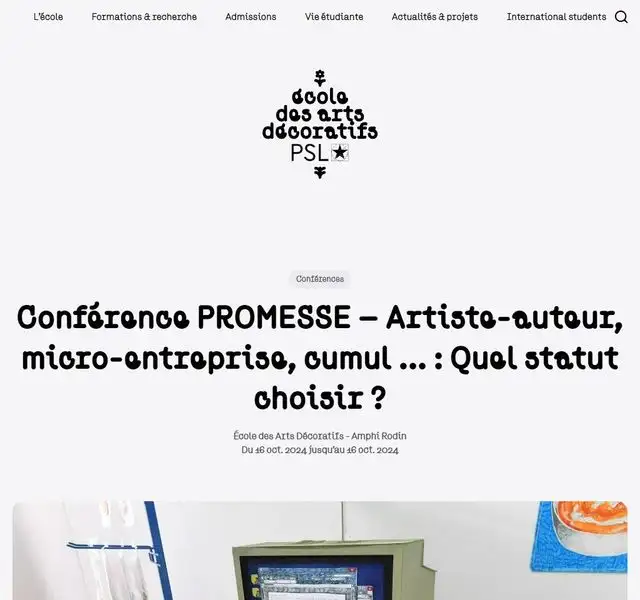 L'école Formations & recherche Admissions Vie étudiante Actualités & projets International students
école
des arts
décoratifs
PSL
Conférences
Conférence PROMESSE – Artiste-auteur,
micro-entreprise, cumul ... : Quel statut
choisir ?
École des Arts Décoratifs - Amphi Rodin
Du 16 oct. 2024 jusqu'au 16 oct. 2024